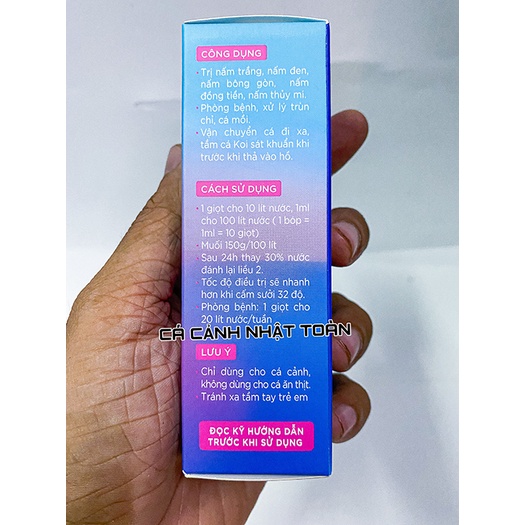 CÔNG DỤNG
· Trị nấm trắng, nấm đen,
nấm bông gòn, nấm
đồng tiền, nấm thủy mi.
· Phòng bệnh, xử lý trùn
chỉ, cá mồi.
· Vận chuyển cá đi xa,
tắm cá Koi sát khuẩn khi
trước khi thả vào hồ.
CÁCH SỬ DỤNG
· 1 giọt cho 10 lít nước, 1ml
cho 100 lít nước ( 1 bóp =
1ml = 10 giọt)
· Muối 150g/100 lít
Sau 24h thay 30% nước
đánh lại liều 2.
Tốc độ điều trị sẽ nhanh
hơn khi cắm sưởi 32 độ.
Phòng bệnh: 1 giọt cho
20 lít nước/tuần
CÁ CẢNH NHẬT TOÀN
LƯU Ý
· Chỉ dùng cho cá cảnh,
không dùng cho cá ăn thịt.
· Tránh xa tầm tay trẻ em
ĐỌC KỸ HƯỚNG DẪN
TRƯỚC KHI SỬ DỤNG